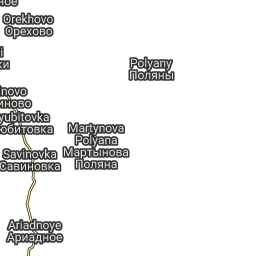 Orekhovo
Орехово
Polyany
Поляны
Martynova
Polyana
Мартынова
Поляна
Savinovka
Савиновка
Ariadnoye
Ариадное